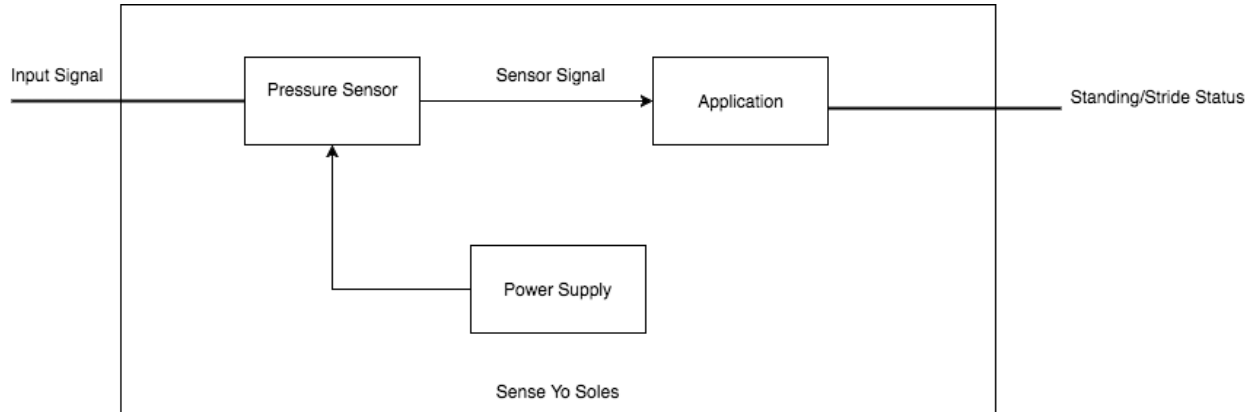 Input Signal
Pressure Sensor
Sensor Signal
Application
Standing/Stride Status
Power Supply
Sense Yo Soles